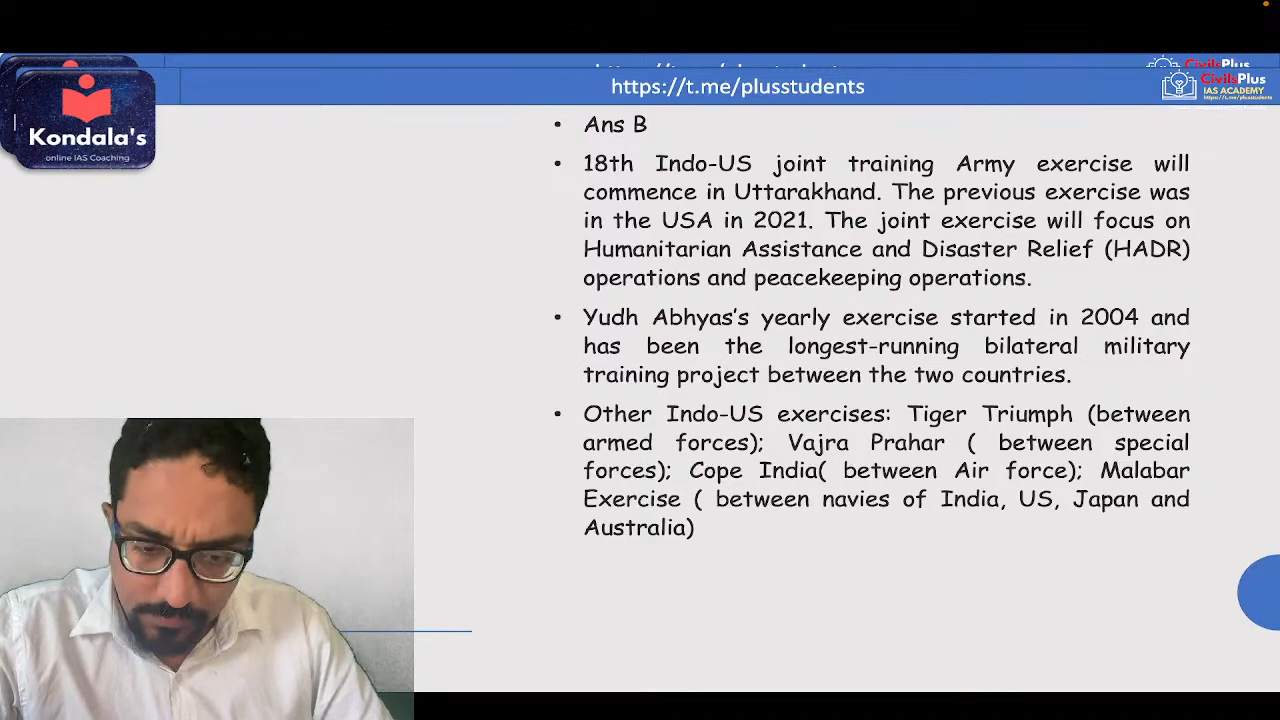 https://t.me/plusstudents
CivilsPlus
CivilsPlus
IAS ACADEMY
https://t.me/plusstudents
Kondala's
online IAS Coaching
• Ans B
• 18th Indo-US joint training Army exercise will
commence in Uttarakhand. The previous exercise was
in the USA in 2021. The joint exercise will focus on
Humanitarian Assistance and Disaster Relief (HADR)
operations and peacekeeping operations.
• Yudh Abhyas's yearly exercise started in 2004 and
has been the longest-running bilateral military
training project between the two countries.
• Other Indo-US exercises: Tiger Triumph (between
armed forces); Vajra Prahar ( between special
forces); Cope India( between Air force); Malabar
Exercise ( between navies of India, US, Japan and
Australia)